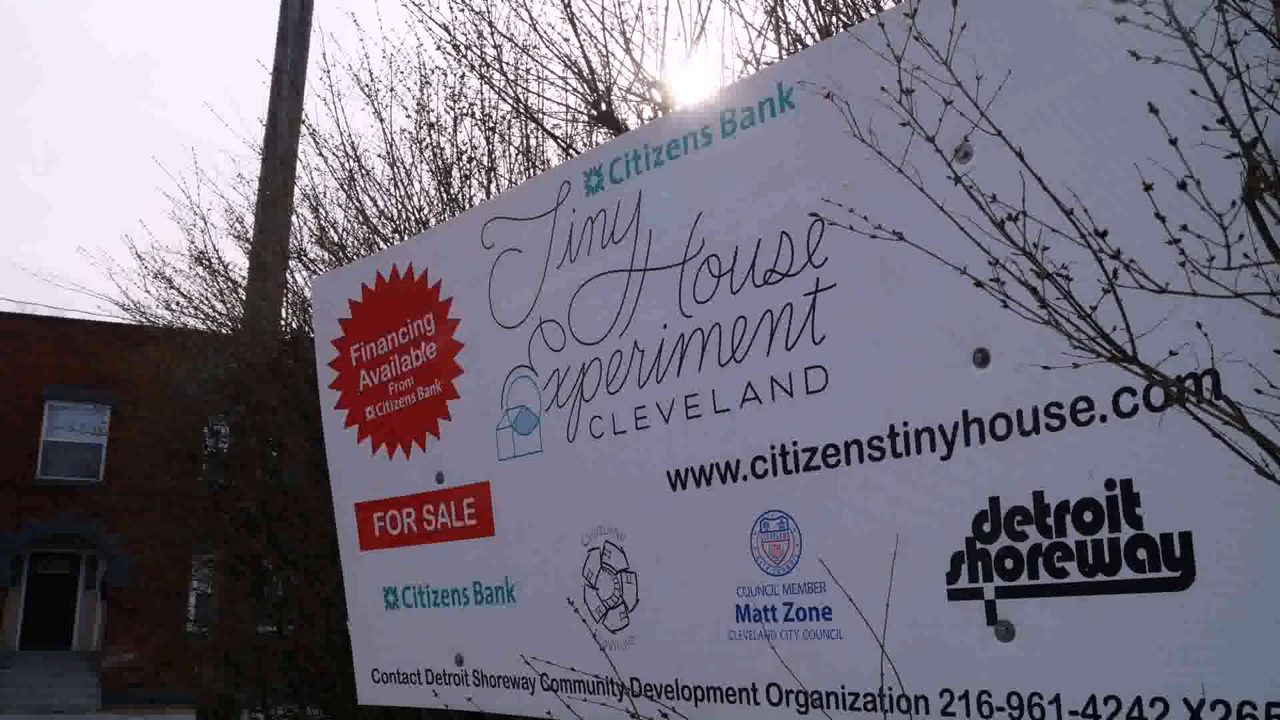 Citizens Bank
Tiny House
Experiment
CLEVELAND
Financing
Available
From
Citizens Bank
www.citizenstinyhouse.com
FOR SALE
Citizens Bank
COUNCIL MEMBER
Matt Zone
CLEVELAND CITY COUNCIL
detroit
shoreway
Contact Detroit Shoreway Community Development Organization 216-961-4242 X265